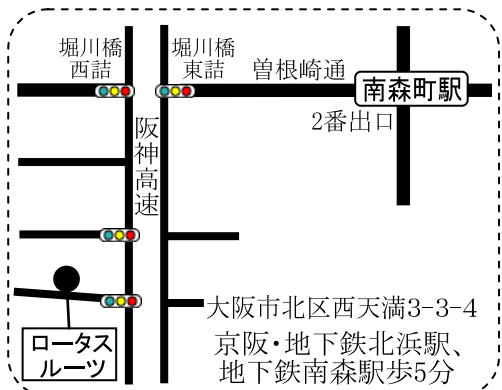 堀川橋
西詰
堀川橋
東詰
曽根崎通
南森町駅
2番出口
阪神高速
大阪市北区西天満3-3-4
京阪・地下鉄北浜駅、
地下鉄南森駅歩5分
ロータス
ルーツ